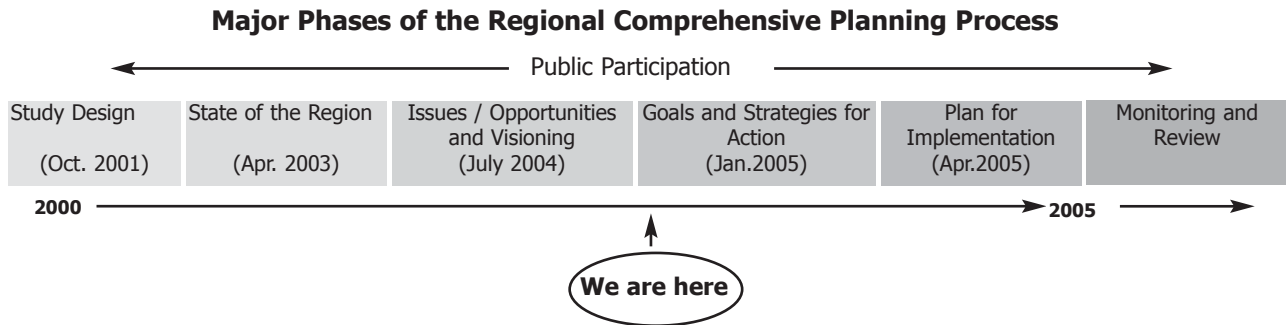 Major Phases of the Regional Comprehensive Planning Process
Public Participation
Study Design
(Oct. 2001)
State of the Region
(Apr. 2003)
Issues / Opportunities
and Visioning
(July 2004)
Goals and Strategies for
Action
(Jan.2005)
Plan for
Implementation
(Apr.2005)
Monitoring and
Review
2000
2005
We are here